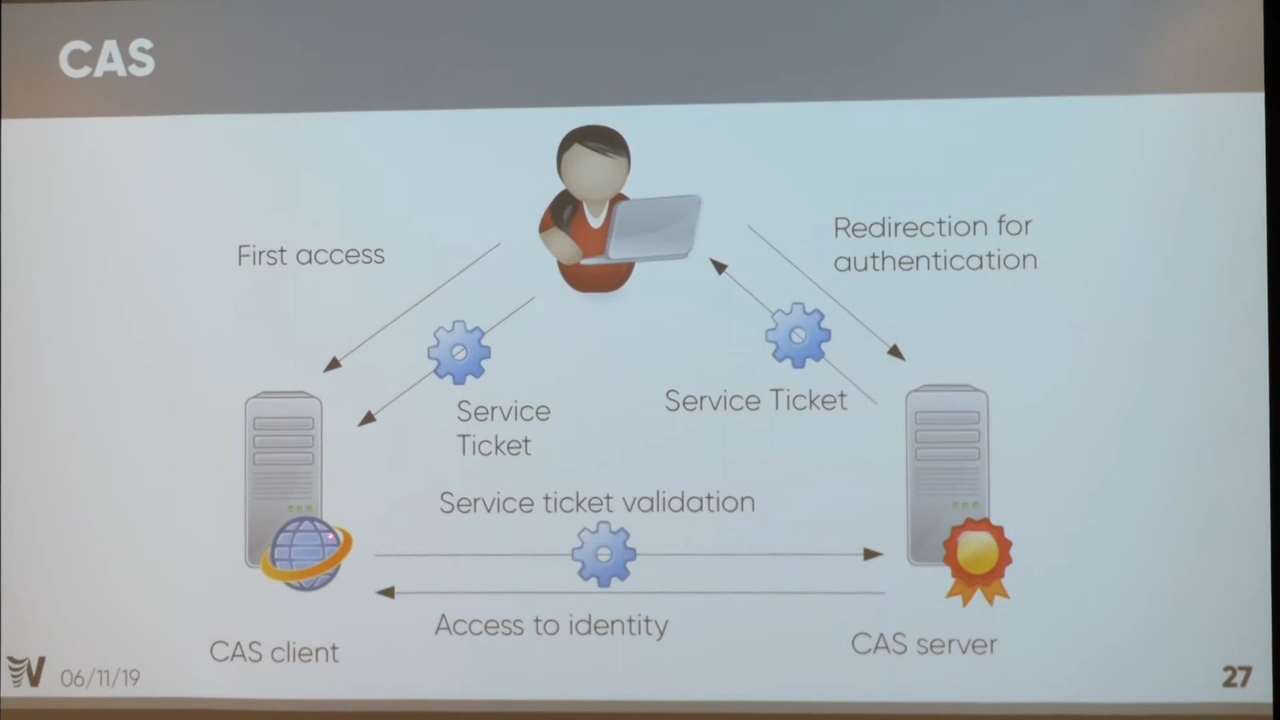 CAS
First access
Redirection for
authentication
Service
Ticket
Service Ticket
Service ticket validation
Access to identity
CAS client
CAS server
06/11/19
27